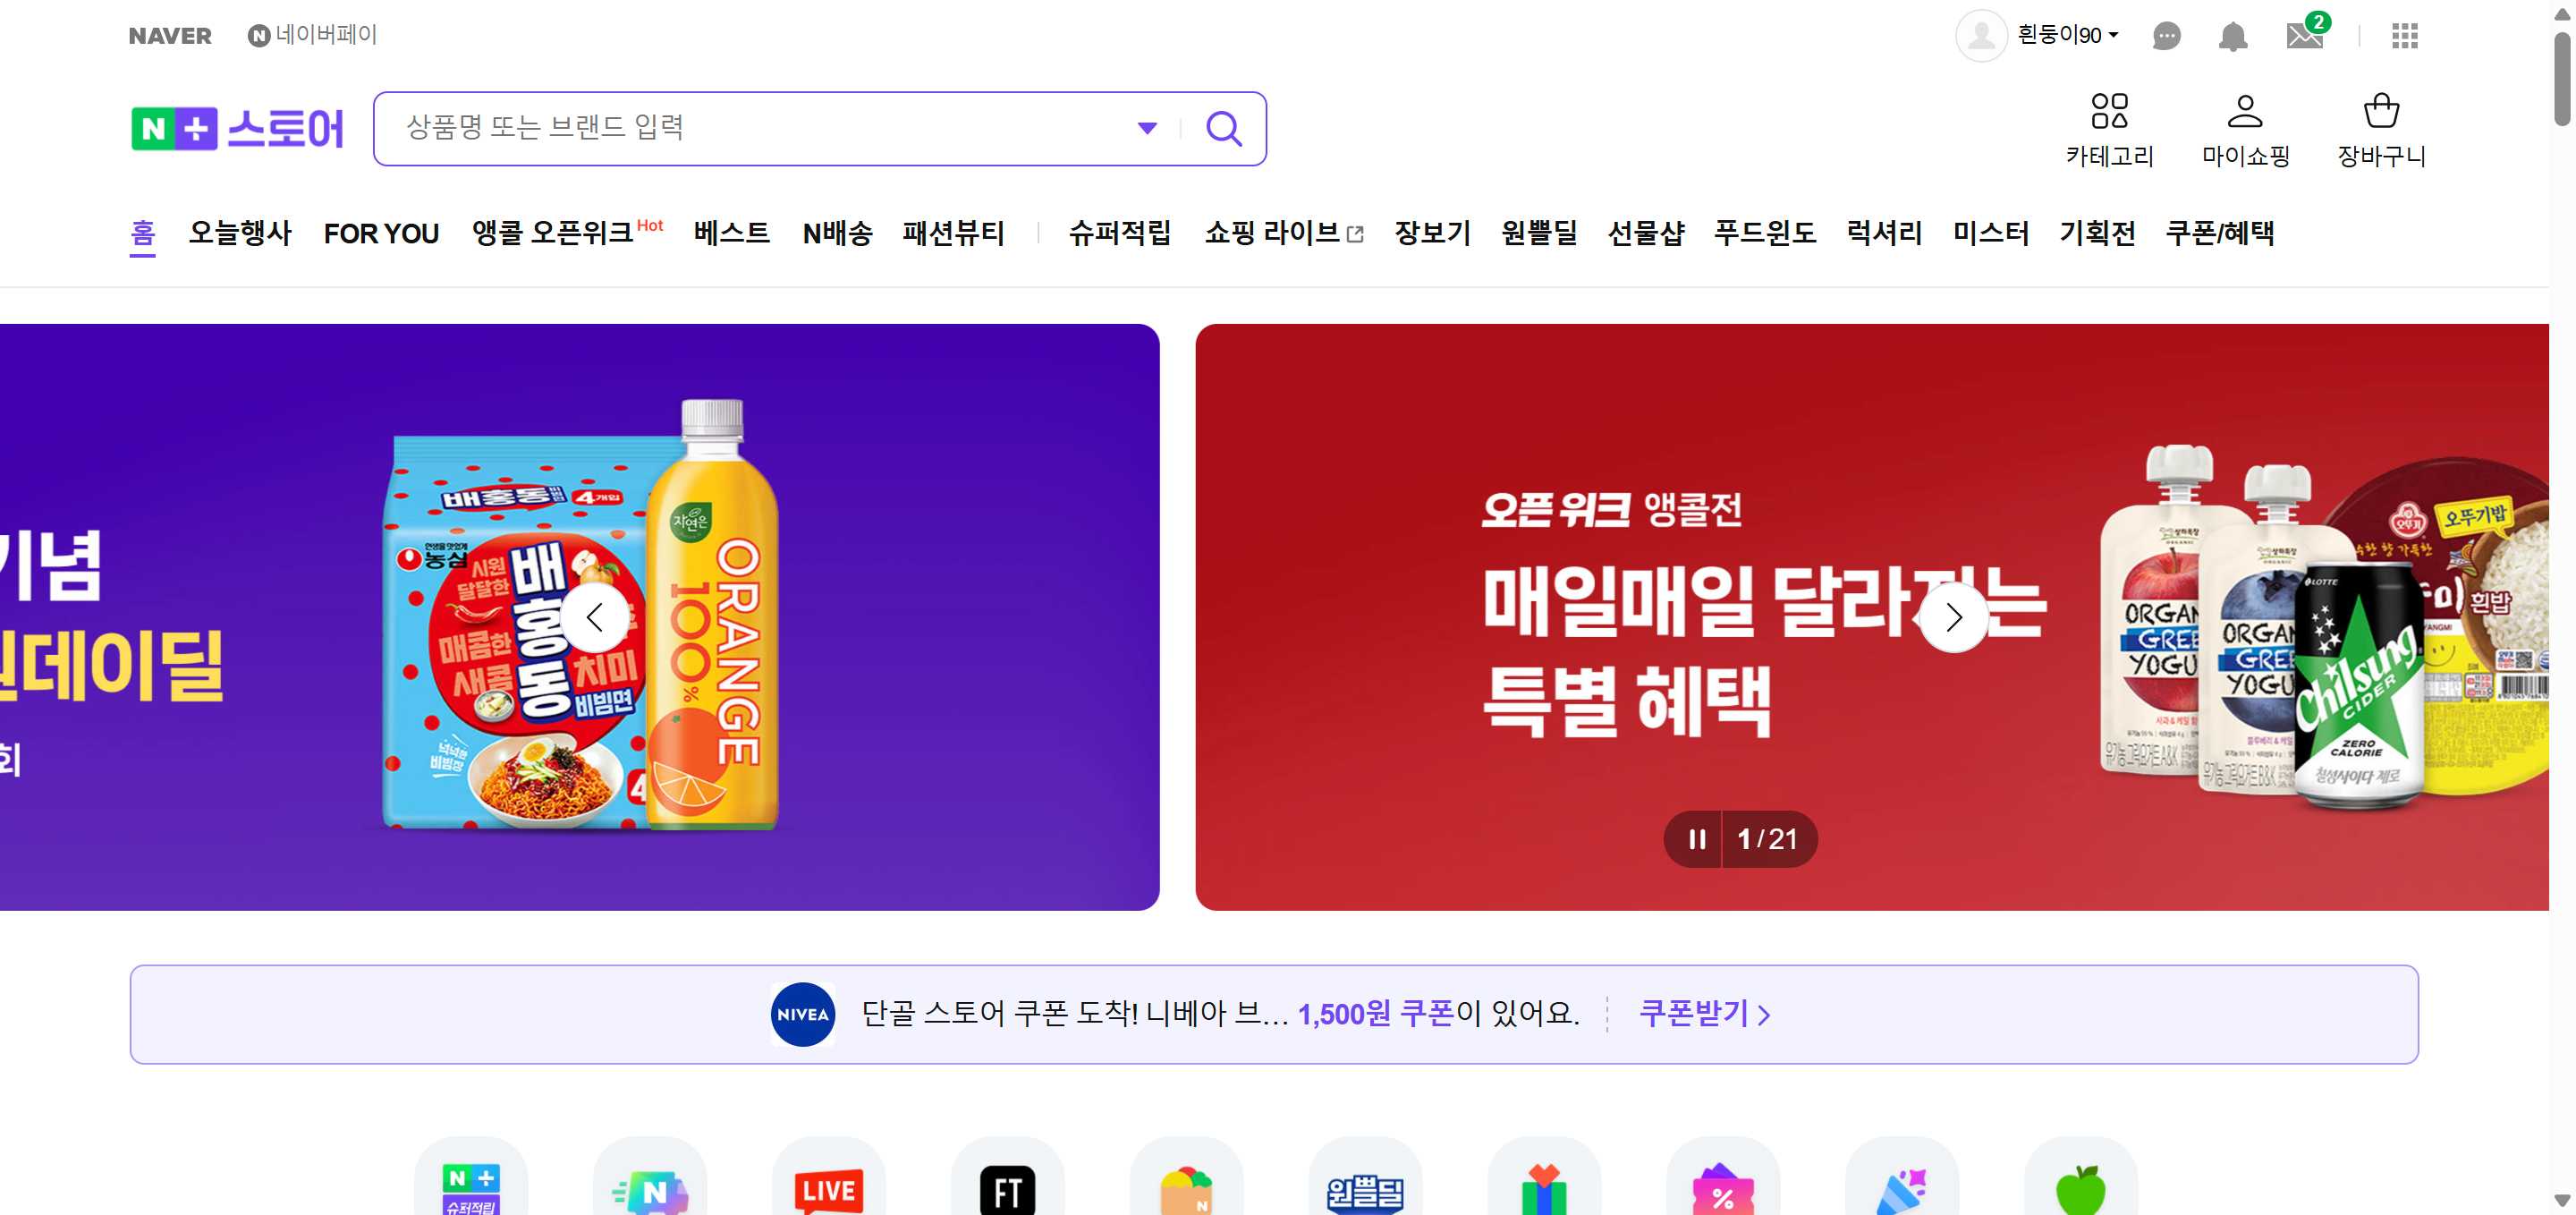 NAVER
N 네이버페이
흰둥이90
2
N+ 스토어
상품명 또는 브랜드 입력
카테고리
마이쇼핑
장바구니
홈
오늘행사
FOR YOU
앵콜 오픈위크 Hot
베스트
N배송
패션뷰티
슈퍼적립
쇼핑 라이브
장보기
원쁠딜
선물샵
푸드윈도
럭셔리
미스터
기획전
쿠폰/혜택
기념
원데이딜
회
배홍동
4개입
농심
시원
달달한
매콤한
새콤
배홍동
비빔면
자연은
ORANGE
100%
오픈 위크 앵콜전
매일매일 달라지는
특별 혜택
1 / 21
오뚜기
오뚜기밥
흰밥
YOGU
LOTTE
Chilsung
CIDER
ZERO
CALORIE
칠성사이다 제로
NIVEA
단골 스토어 쿠폰 도착! 니베아 브... 1,500원 쿠폰이 있어요.
쿠폰받기
N+
슈퍼적립
N
LIVE
FT
N
원쁠딜
%